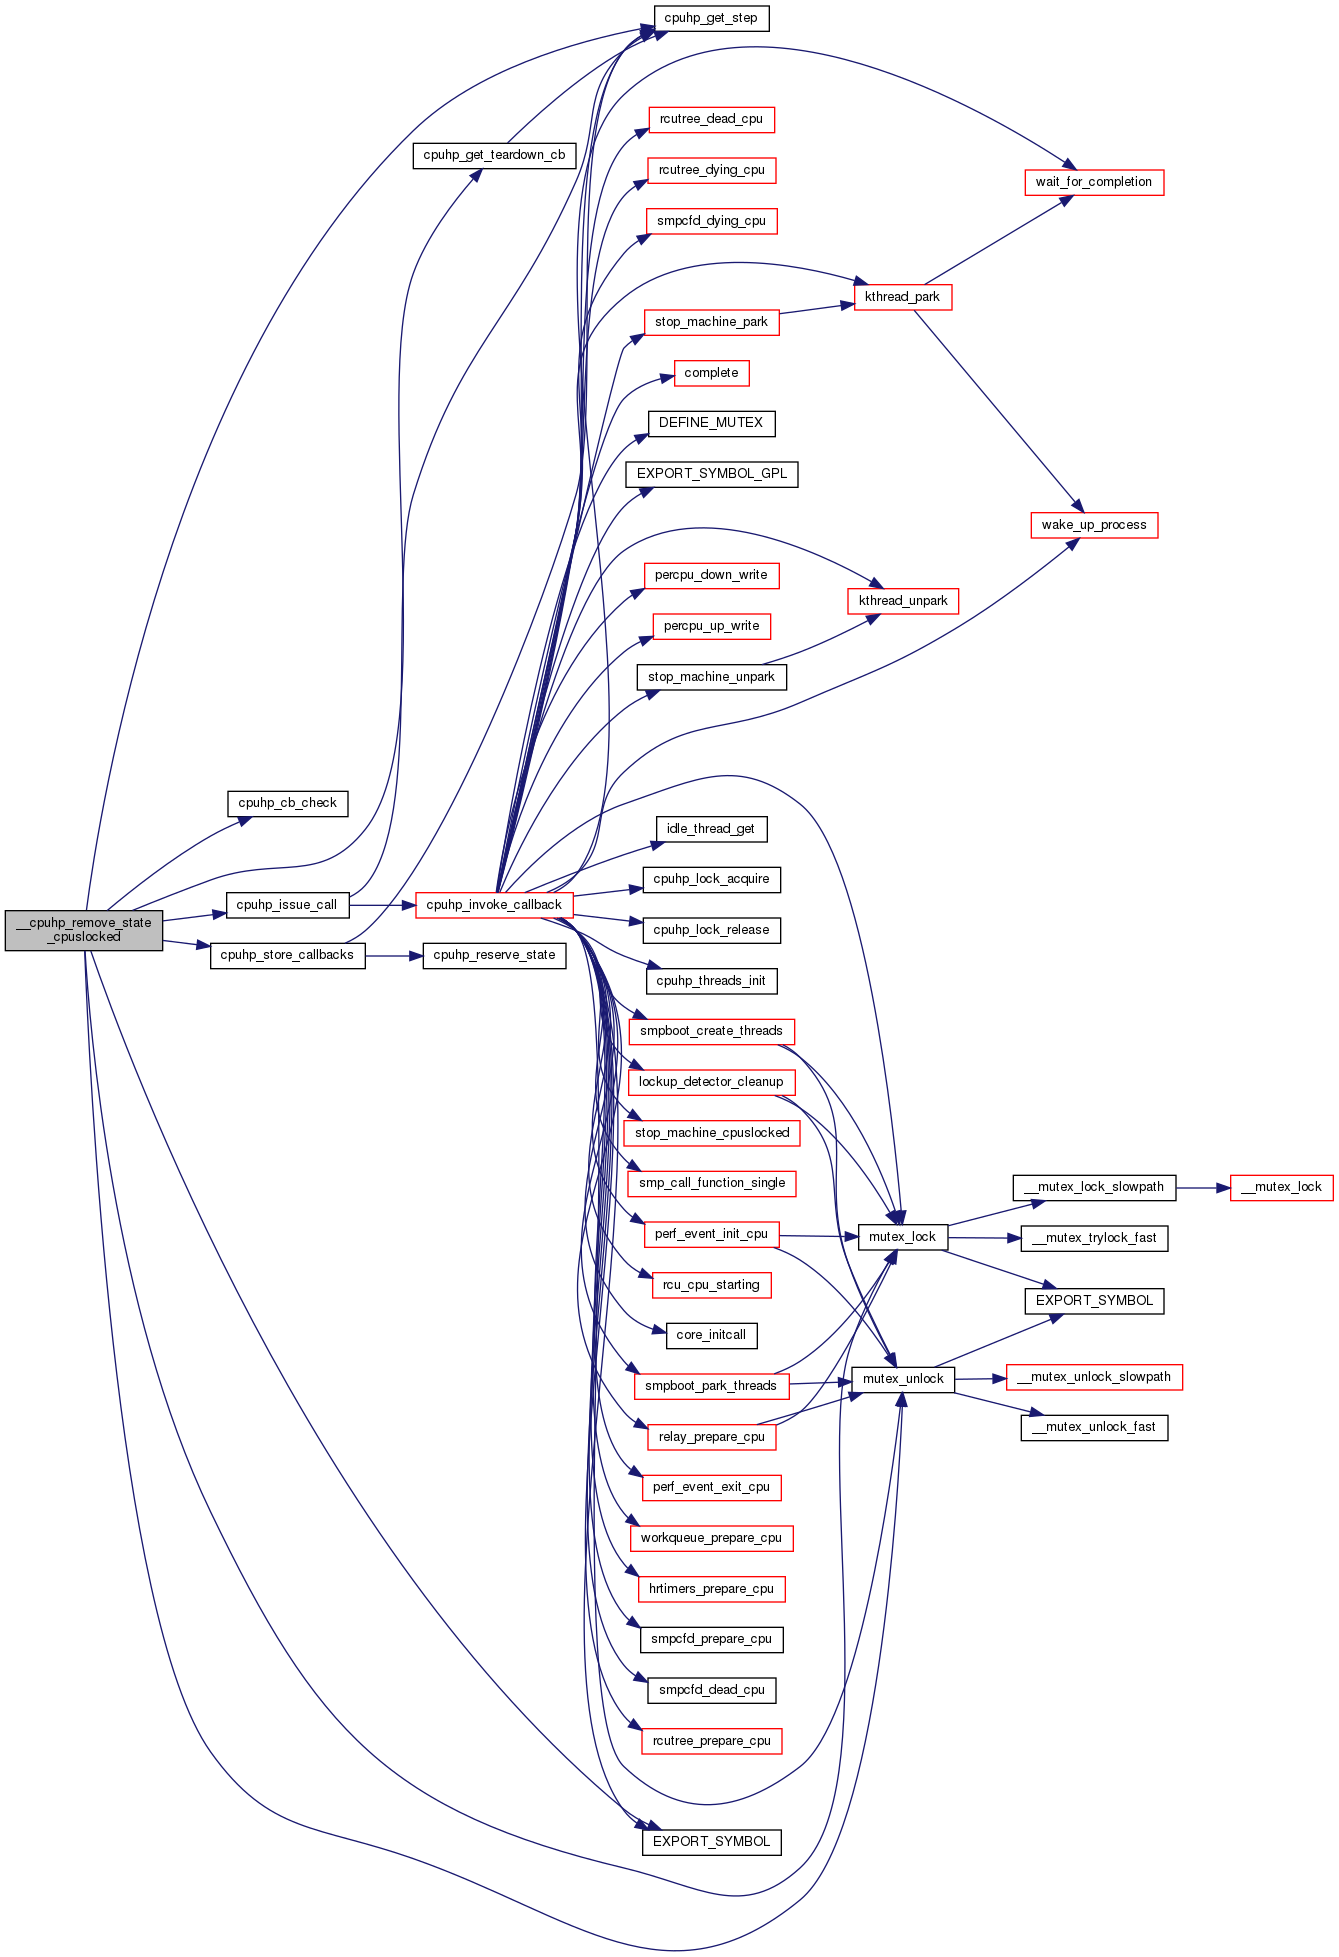 cpuhp_get_step
rcutree_dead_cpu
cpuhp_get_teardown_cb
rcutree_dying_cpu
wait_for_completion
smpcfd_dying_cpu
kthread_park
stop_machine_park
complete
DEFINE_MUTEX
EXPORT_SYMBOL_GPL
wake_up_process
percpu_down_write
kthread_unpark
percpu_up_write
stop_machine_unpark
cpuhp_cb_check
idle_thread_get
cpuhp_lock_acquire
cpuhp_issue_call
cpuhp_invoke_callback
__cpuhp_remove_state
_cpuslocked
cpuhp_lock_release
cpuhp_store_callbacks
cpuhp_reserve_state
cpuhp_threads_init
smpboot_create_threads
lockup_detector_cleanup
stop_machine_cpuslocked
smp_call_function_single
__mutex_lock_slowpath
__mutex_lock
perf_event_init_cpu
mutex_lock
__mutex_trylock_fast
rcu_cpu_starting
EXPORT_SYMBOL
core_initcall
smpboot_park_threads
mutex_unlock
__mutex_unlock_slowpath
relay_prepare_cpu
__mutex_unlock_fast
perf_event_exit_cpu
workqueue_prepare_cpu
hrtimers_prepare_cpu
smpcfd_prepare_cpu
smpcfd_dead_cpu
rcutree_prepare_cpu
EXPORT_SYMBOL